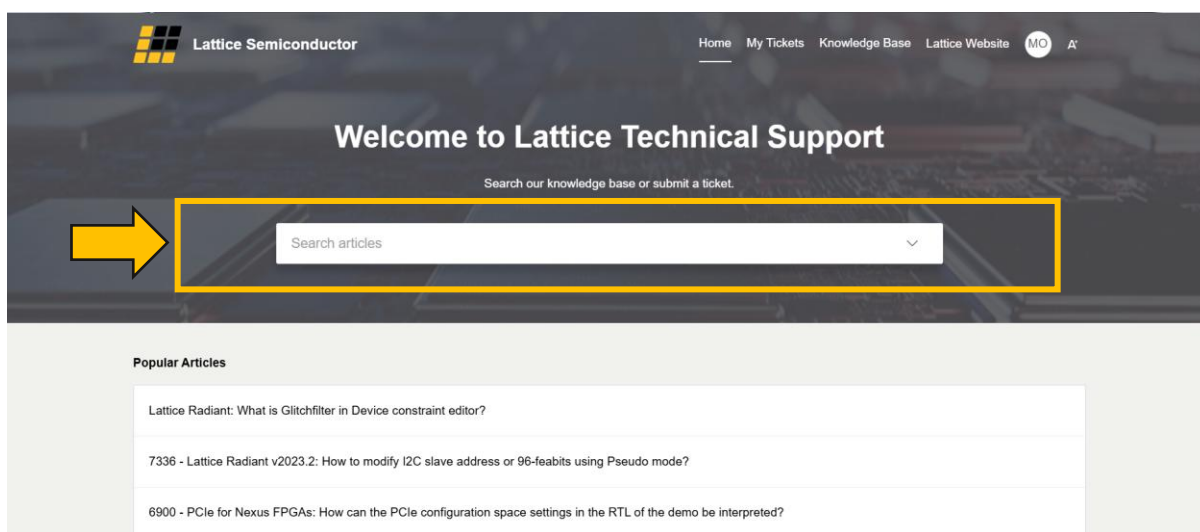 Lattice Semiconductor
Home My Tickets Knowledge Base Lattice Website MO A
Welcome to Lattice Technical Support
Search our knowledge base or submit a ticket.
Search articles
Popular Articles
Lattice Radiant: What is Glitchfilter in Device constraint editor?
7336 - Lattice Radiant v2023.2: How to modify I2C slave address or 96-feabits using Pseudo mode?
6900 - PCIe for Nexus FPGAs: How can the PCIe configuration space settings in the RTL of the demo be interpreted?